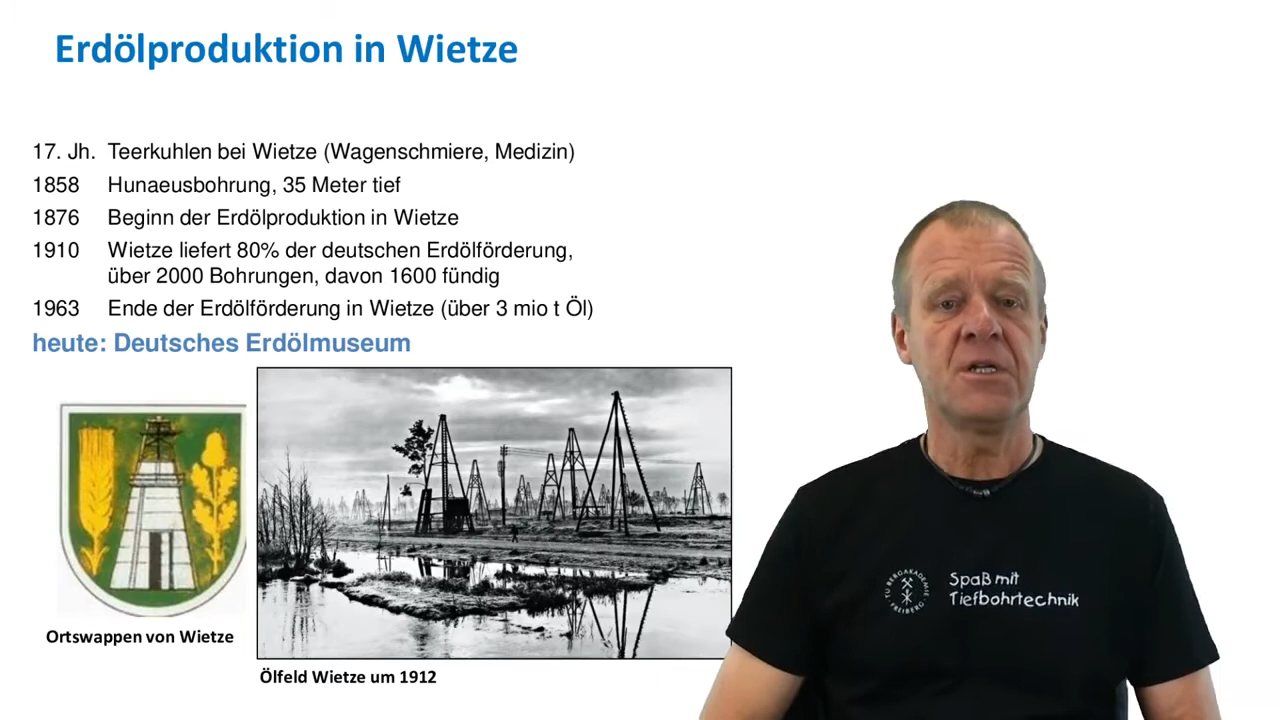 Erdölproduktion in Wietze
17. Jh. Teerkuhlen bei Wietze (Wagenschmiere, Medizin)
1858 Hunaeusbohrung, 35 Meter tief
1876 Beginn der Erdölproduktion in Wietze
1910 Wietze liefert 80% der deutschen Erdölförderung,
über 2000 Bohrungen, davon 1600 fündig
1963 Ende der Erdölförderung in Wietze (über 3 mio t Öl)
heute: Deutsches Erdölmuseum
Ortswappen von Wietze
Ölfeld Wietze um 1912
TU BERGAKADEMIE FREIBERG
Spaß mit
Tiefbohrtechnik